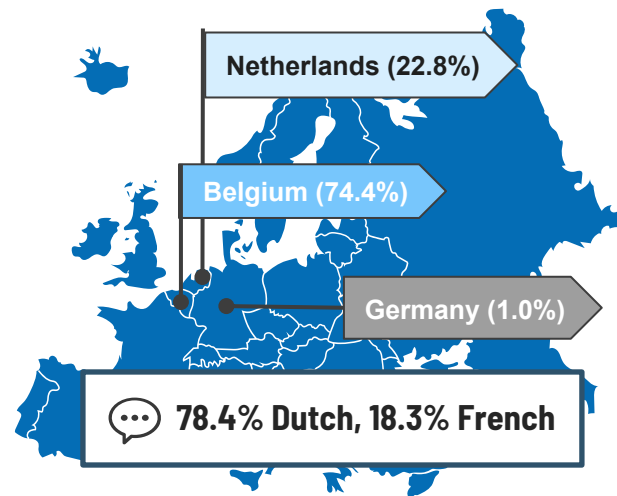 Netherlands (22.8%)
Belgium (74.4%)
Germany (1.0%)
78.4% Dutch, 18.3% French